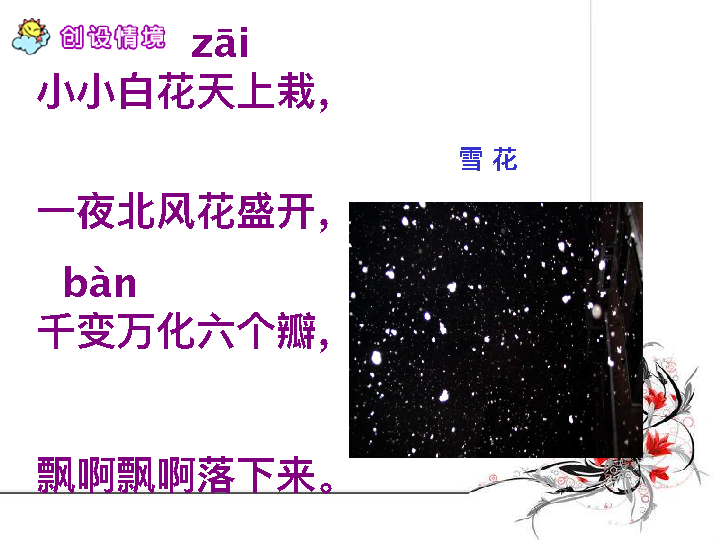 创设情境
zāi
小小白花天上栽，
雪花
一夜北风花盛开，
bàn
千变万化六个瓣，
飘啊飘啊落下来。